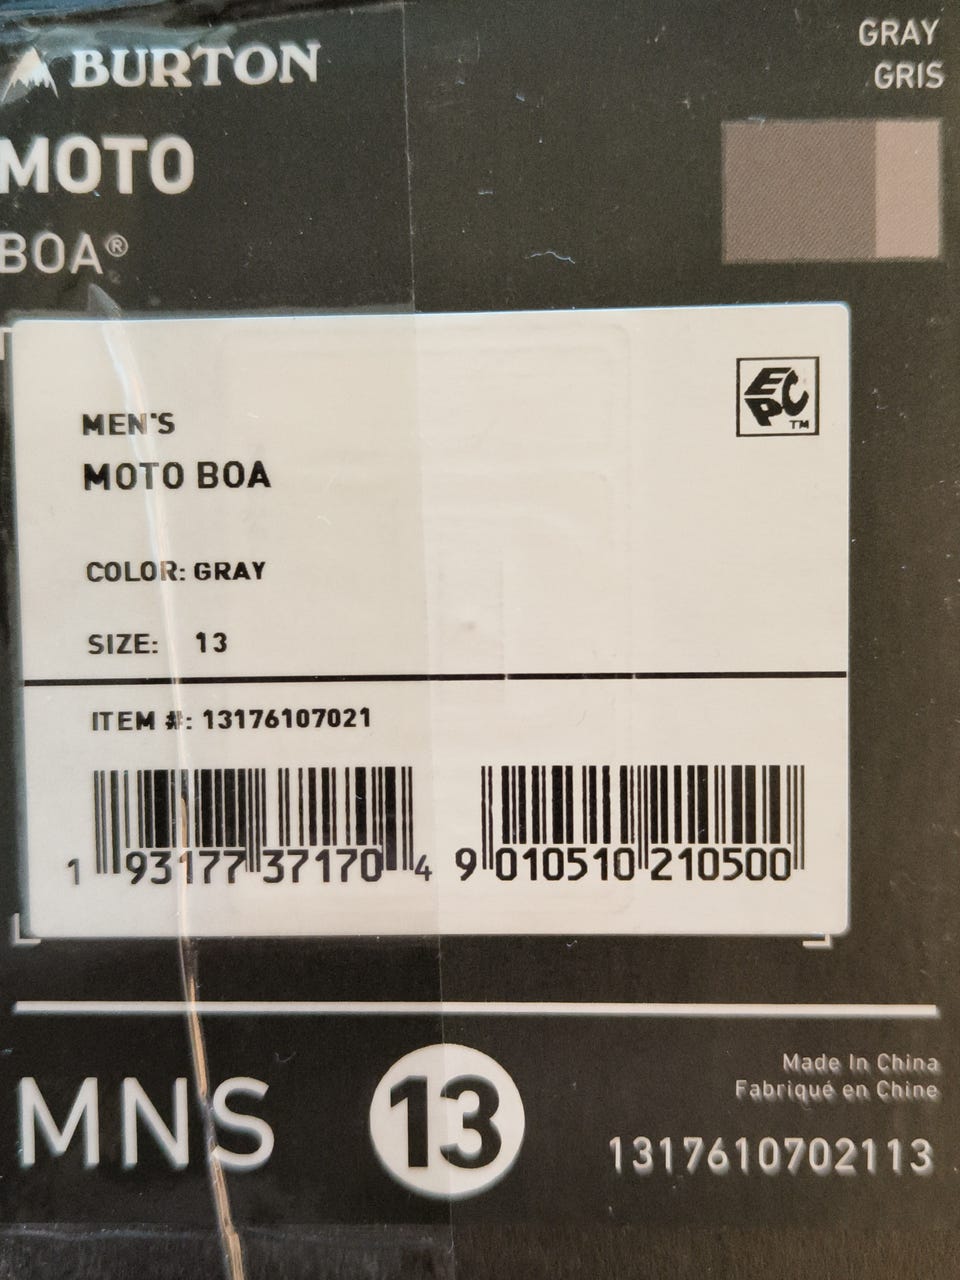 BURTON
GRAY
GRIS
MOTO
BOA®
EPC™
MEN'S
MOTO BOA
COLOR: GRAY
SIZE: 13
ITEM #: 13176107021
1 93177 37170 4
9 010510 210500
MNS 13
Made In China
Fabriqué en Chine
1317610702113